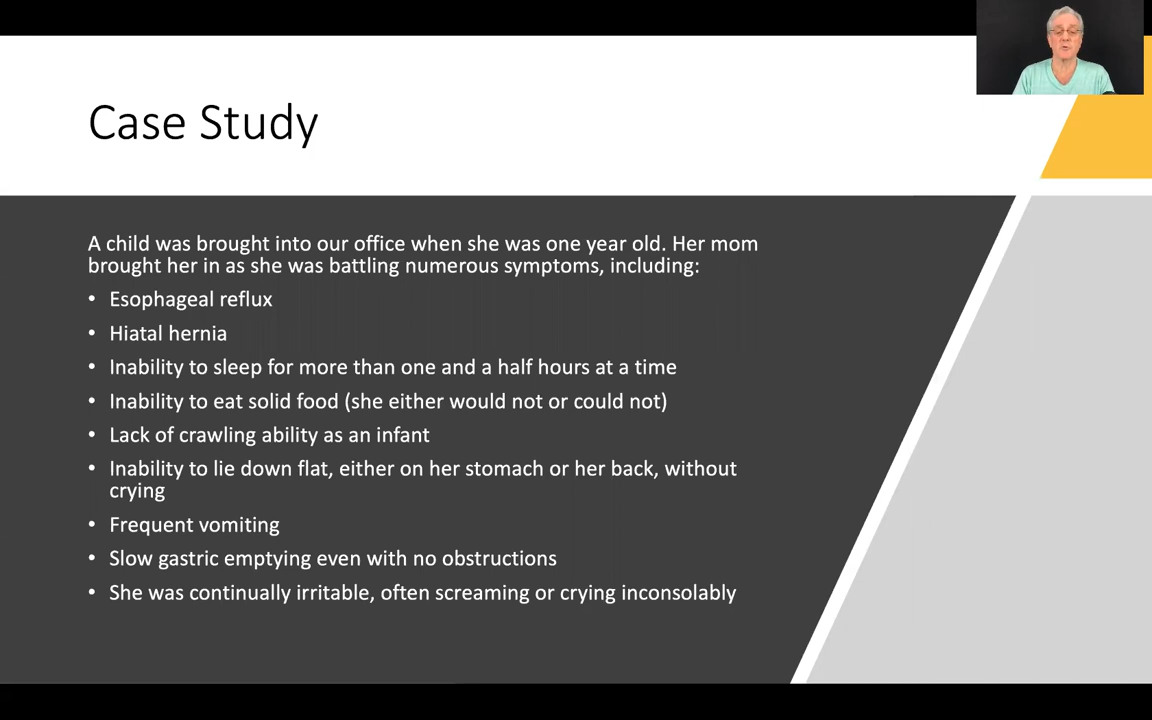 Case Study
A child was brought into our office when she was one year old. Her mom
brought her in as she was battling numerous symptoms, including:
• Esophageal reflux
• Hiatal hernia
• Inability to sleep for more than one and a half hours at a time
• Inability to eat solid food (she either would not or could not)
• Lack of crawling ability as an infant
• Inability to lie down flat, either on her stomach or her back, without
crying
• Frequent vomiting
• Slow gastric emptying even with no obstructions
• She was continually irritable, often screaming or crying inconsolably